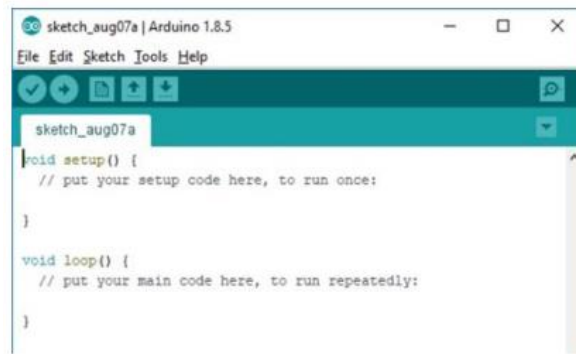 sketch_aug07a | Arduino 1.8.5
File Edit Sketch Tools Help
sketch_aug07a
void setup() {
  // put your setup code here, to run once:
}
void loop() {
  // put your main code here, to run repeatedly:
}